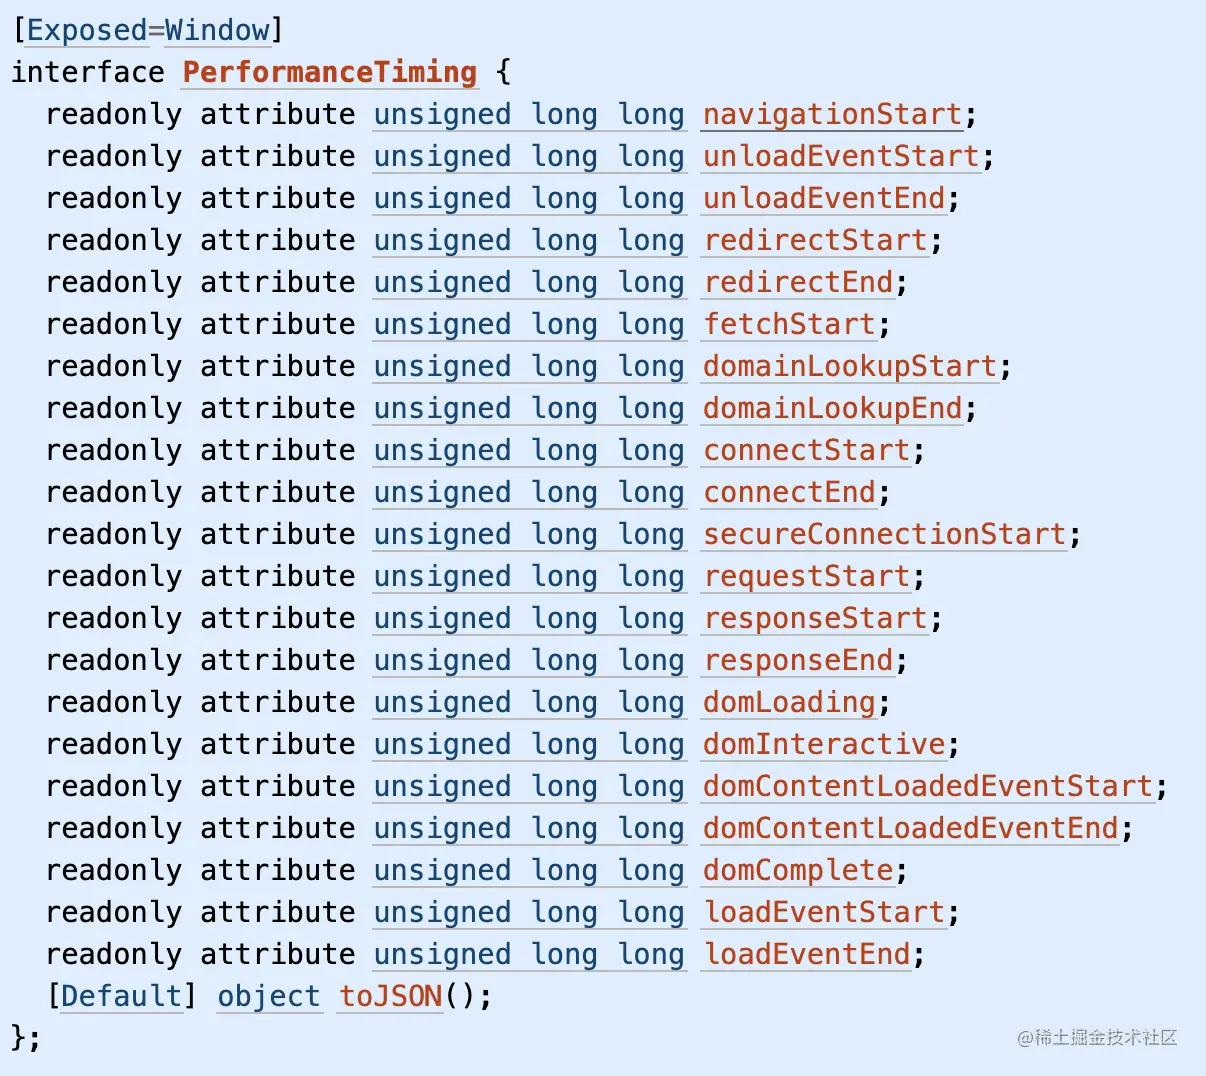 [Exposed=Window]
interface PerformanceTiming {
  readonly attribute unsigned long long navigationStart;
  readonly attribute unsigned long long unloadEventStart;
  readonly attribute unsigned long long unloadEventEnd;
  readonly attribute unsigned long long redirectStart;
  readonly attribute unsigned long long redirectEnd;
  readonly attribute unsigned long long fetchStart;
  readonly attribute unsigned long long domainLookupStart;
  readonly attribute unsigned long long domainLookupEnd;
  readonly attribute unsigned long long connectStart;
  readonly attribute unsigned long long connectEnd;
  readonly attribute unsigned long long secureConnectionStart;
  readonly attribute unsigned long long requestStart;
  readonly attribute unsigned long long responseStart;
  readonly attribute unsigned long long responseEnd;
  readonly attribute unsigned long long domLoading;
  readonly attribute unsigned long long domInteractive;
  readonly attribute unsigned long long domContentLoadedEventStart;
  readonly attribute unsigned long long domContentLoadedEventEnd;
  readonly attribute unsigned long long domComplete;
  readonly attribute unsigned long long loadEventStart;
  readonly attribute unsigned long long loadEventEnd;
  [Default] object toJSON();
};
@稀土掘金技术社区